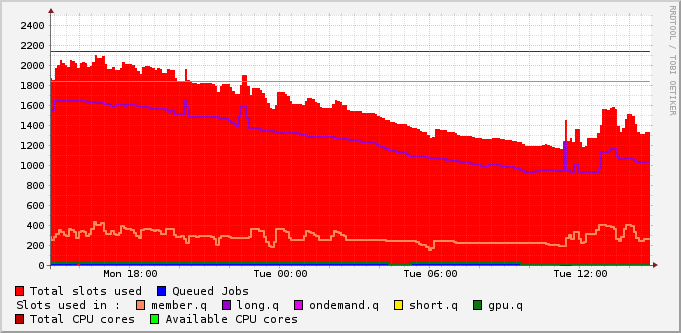 RRDTOOL / TOBI OETIKER
2400
2200
2000
1800
1600
1400
1200
1000
800
600
400
200
0
Mon 18:00 Tue 00:00 Tue 06:00 Tue 12:00
Total slots used Queued Jobs
Slots used in : member.q long.q ondemand.q short.q gpu.q
Total CPU cores Available CPU cores